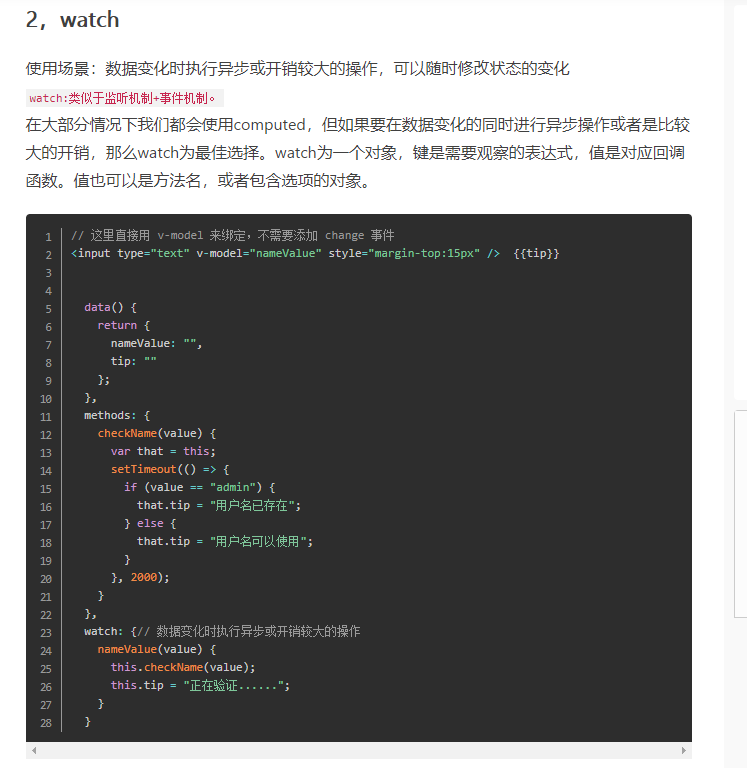 2，watch
使用场景：数据变化时执行异步或开销较大的操作，可以随时修改状态的变化
watch:类似于监听机制+事件机制。
在大部分情况下我们都会使用computed，但如果要在数据变化的同时进行异步操作或者是比较
大的开销，那么watch为最佳选择。watch为一个对象，键是需要观察的表达式，值是对应回调
函数。值也可以是方法名，或者包含选项的对象。
1 // 这里直接用 v-model 来绑定，不需要添加 change 事件
2 <input type="text" v-model="nameValue" style="margin-top:15px" />  {{tip}}
3
4
5   data() {
6     return {
7       nameValue: "",
8       tip: ""
9     };
10   },
11   methods: {
12     checkName(value) {
13       var that = this;
14       setTimeout(() => {
15         if (value == "admin") {
16           that.tip = "用户名已存在";
17         } else {
18           that.tip = "用户名可以使用";
19         }
20       }, 2000);
21     }
22   },
23   watch: {// 数据变化时执行异步或开销较大的操作
24     nameValue(value) {
25       this.checkName(value);
26       this.tip = "正在验证......";
27     }
28   }